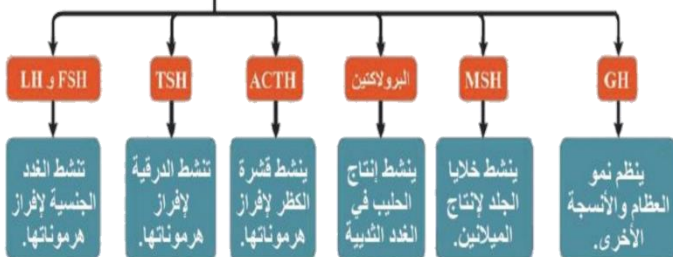 GH
MSH
البرولاكتين
ACTH
TSH
FSH و LH
ينظم نمو
العظام والأنسجة
الأخرى.
ينشط خلايا
الجلد لإنتاج
الميلانين.
ينشط إنتاج
الحليب في
الغدد الثديية
ينشط قشرة
الكظر لإفراز
هرموناتها.
تنشط الدرقية
لإفراز
هرموناتها.
تنشط الغدد
الجنسية لإفراز
هرموناتها.